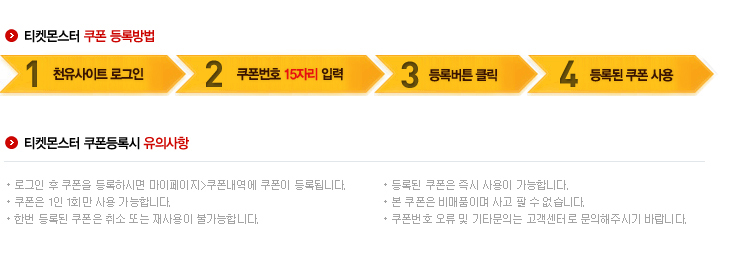 티켓몬스터 쿠폰 등록방법
1 천유사이트 로그인
2 쿠폰번호 15자리 입력
3 등록버튼 클릭
4 등록된 쿠폰 사용
티켓몬스터 쿠폰등록시 유의사항
로그인 후 쿠폰을 등록하시면 마이페이지>쿠폰내역에 쿠폰이 등록됩니다.
쿠폰은 1인 1회만 사용 가능합니다.
한번 등록된 쿠폰은 취소 또는 재사용이 불가능합니다.
등록된 쿠폰은 즉시 사용이 가능합니다.
본 쿠폰은 비매품이며 사고 팔 수 없습니다.
쿠폰번호 오류 및 기타문의는 고객센터로 문의해주시기 바랍니다.